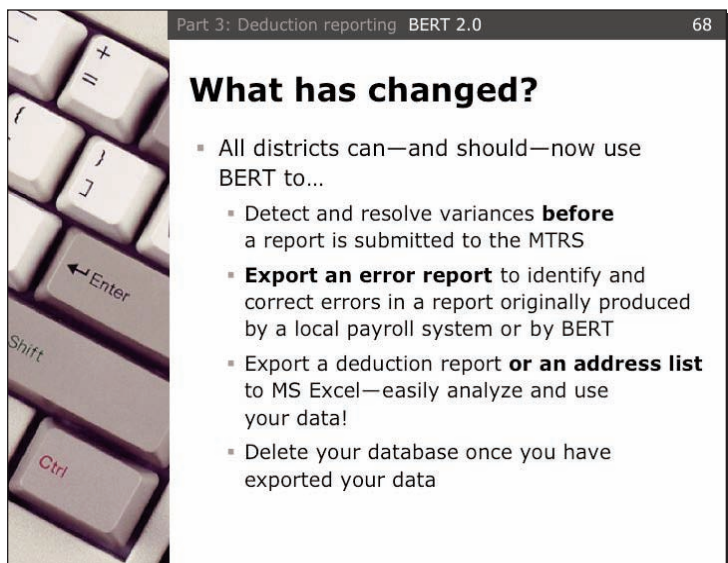 Part 3: Deduction reporting BERT 2.0 68
What has changed?
All districts can—and should—now use
BERT to…
Detect and resolve variances before
a report is submitted to the MTRS
Export an error report to identify and
correct errors in a report originally produced
by a local payroll system or by BERT
Export a deduction report or an address list
to MS Excel—easily analyze and use
your data!
Delete your database once you have
exported your data
+
=
{
}
]
Enter
Shift
Ctrl